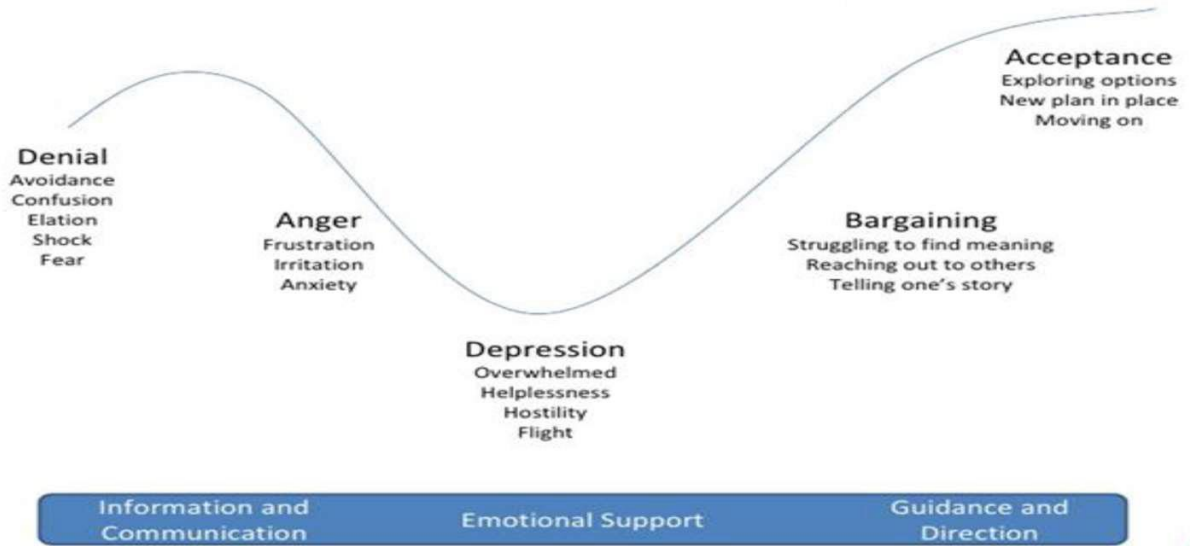 Denial
Avoidance
Confusion
Elation
Shock
Fear
Anger
Frustration
Irritation
Anxiety
Depression
Overwhelmed
Helplessness
Hostility
Flight
Bargaining
Struggling to find meaning
Reaching out to others
Telling one's story
Acceptance
Exploring options
New plan in place
Moving on
Information and
Communication
Emotional Support
Guidance and
Direction